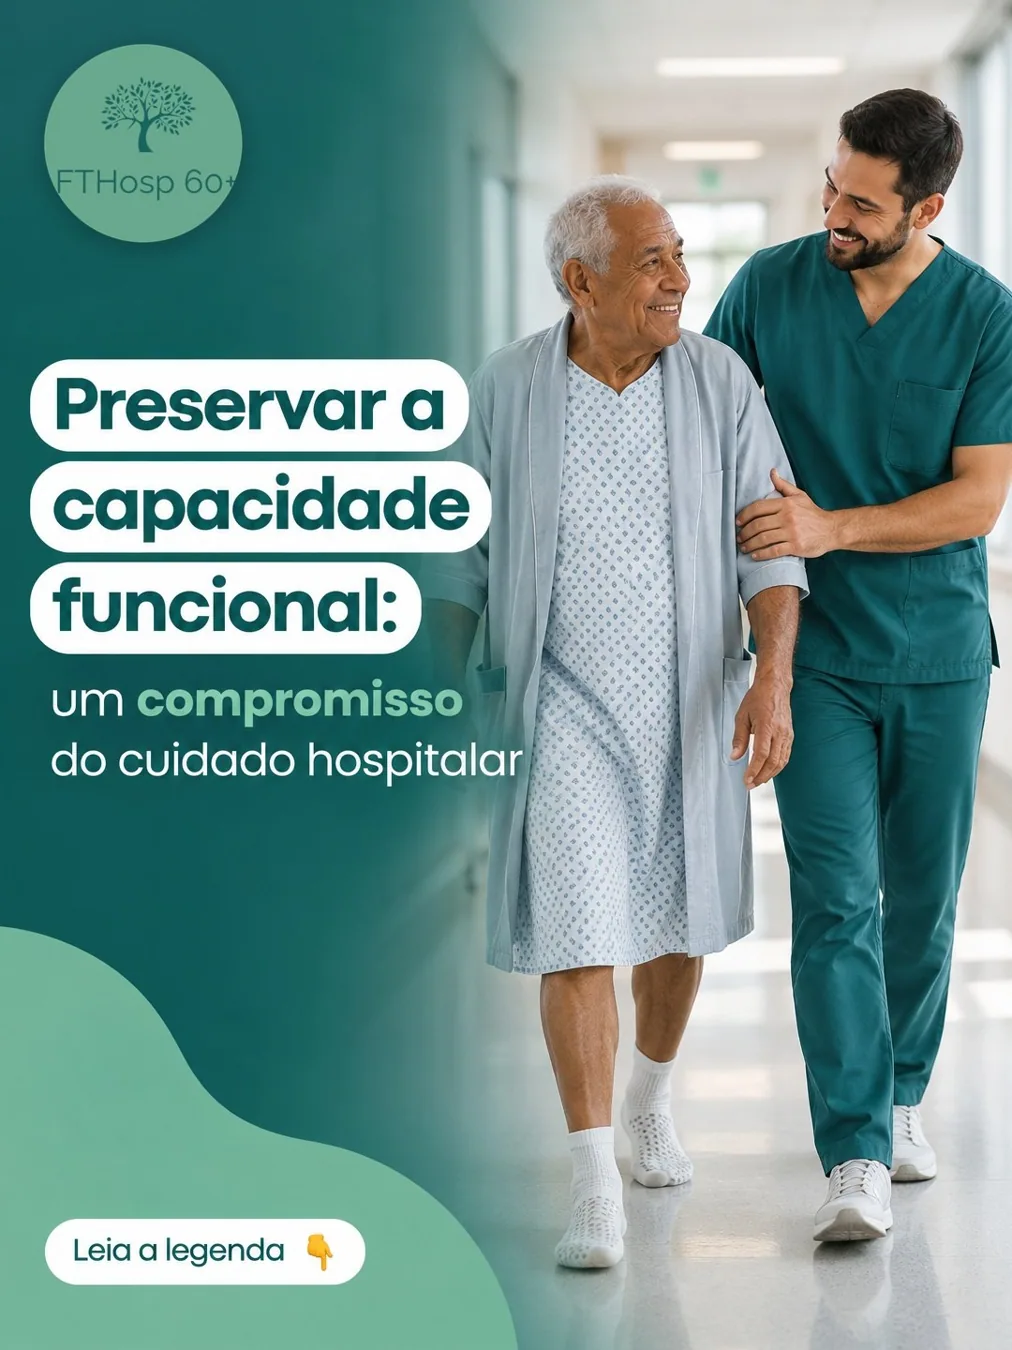 FTHosp 60+
Preservar a
capacidade
funcional:
um compromisso
do cuidado hospitalar
Leia a legenda 👇